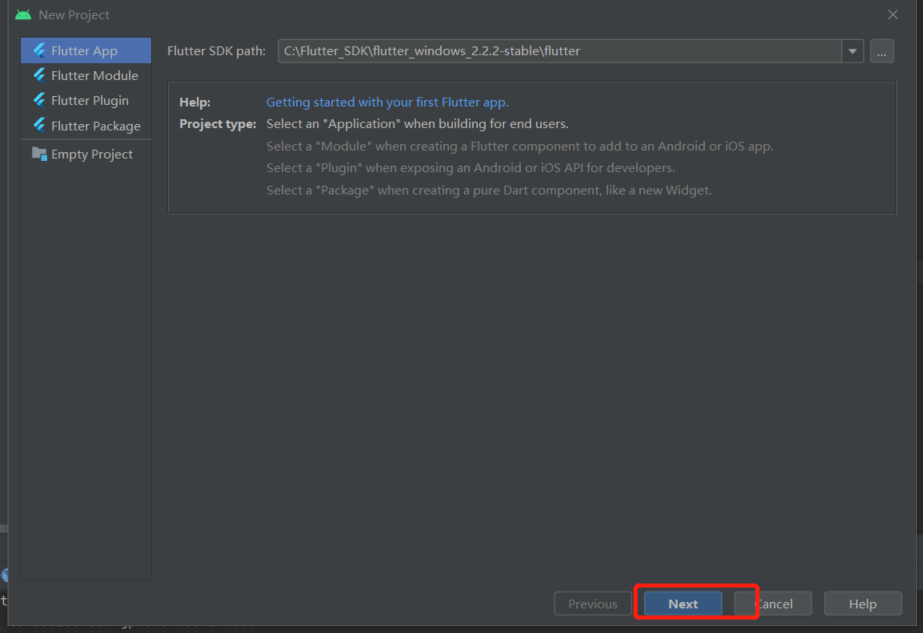 New Project
Flutter App
Flutter Module
Flutter Plugin
Flutter Package
Empty Project
Flutter SDK path: C:\Flutter_SDK\flutter_windows_2.2.2-stable\flutter ...
Help: Getting started with your first Flutter app.
Project type: Select an "Application" when building for end users.
Select a "Module" when creating a Flutter component to add to an Android or iOS app.
Select a "Plugin" when exposing an Android or iOS API for developers.
Select a "Package" when creating a pure Dart component, like a new Widget.
Previous Next Cancel Help